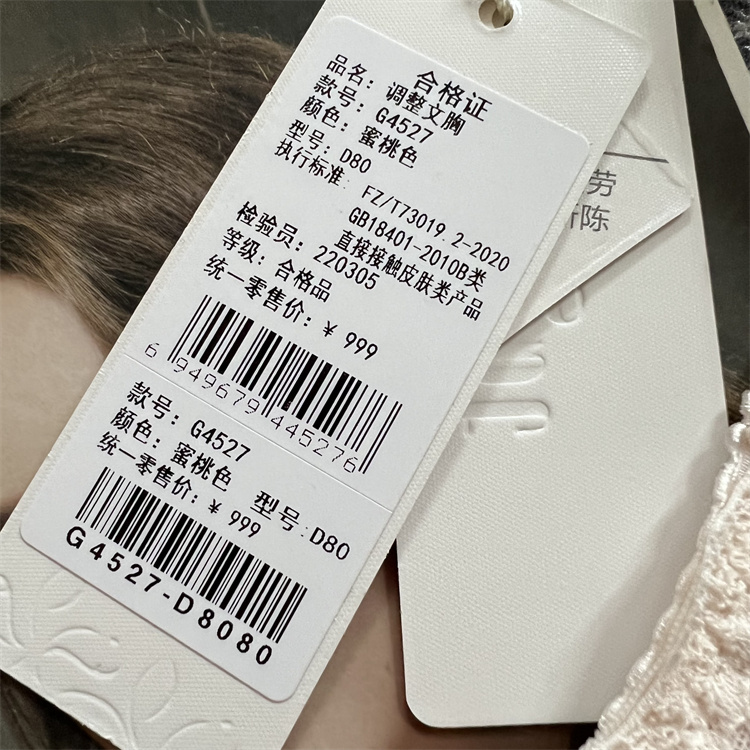 合格证
品名：调整文胸
款号：G4527
颜色：蜜桃色
型号：D80
执行标准：FZ/T73019.2-2020
GB18401-2010B类
直接接触皮肤类产品
检验员：220305
等级：合格品
统一零售价：¥ 999
6 949679 445276
款号：G4527
颜色：蜜桃色 型号:D80
统一零售价：¥ 999
G4527-D8080
劳
陈